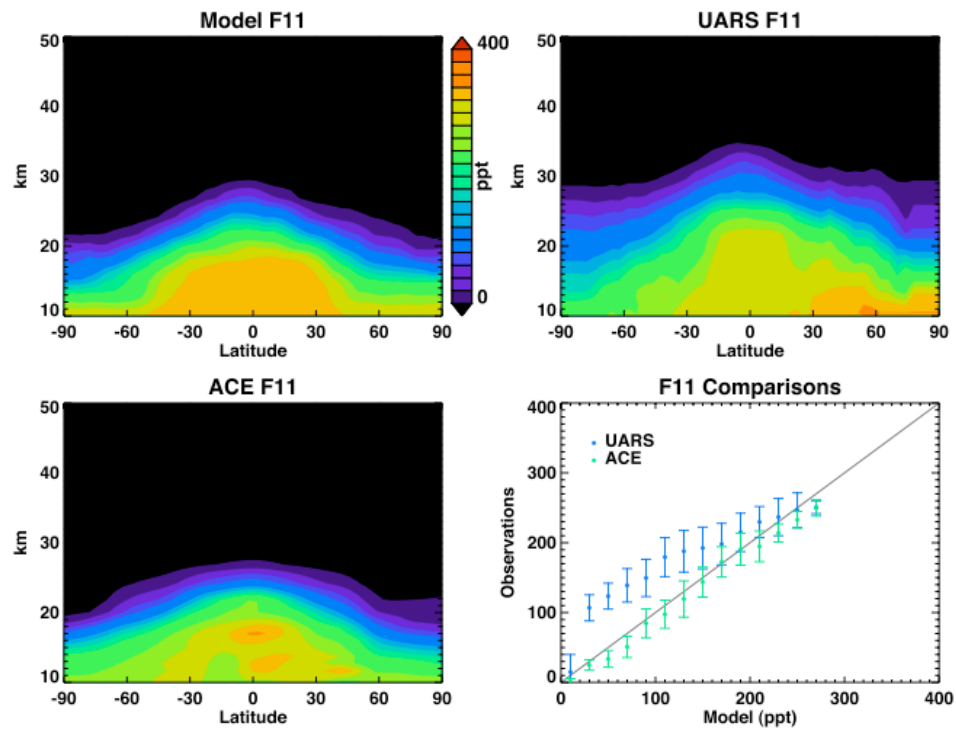 Model F11
50
40
30
20
10
km
-90 -60 -30 0 30 60 90
Latitude
400
ppt
0
UARS F11
50
40
30
20
10
km
-90 -60 -30 0 30 60 90
Latitude
ACE F11
50
40
30
20
10
km
-90 -60 -30 0 30 60 90
Latitude
F11 Comparisons
400
300
200
100
0
Observations
UARS
ACE
0 100 200 300 400
Model (ppt)